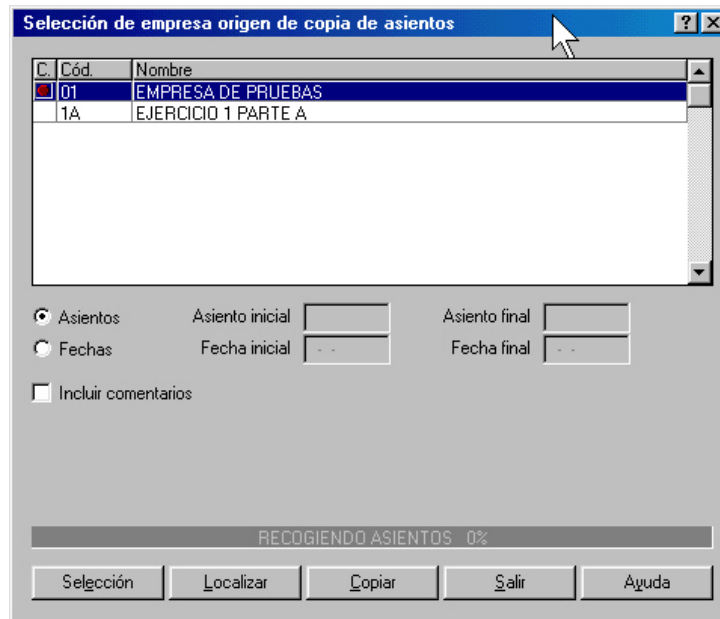 Selección de empresa origen de copia de asientos
C. Cód. Nombre
01 EMPRESA DE PRUEBAS
1A EJERCICIO 1 PARTE A
Asientos Asiento inicial Asiento final
Fechas Fecha inicial - - Fecha final - -
Incluir comentarios
RECOGIENDO ASIENTOS 0%
Selección Localizar Copiar Salir Ayuda